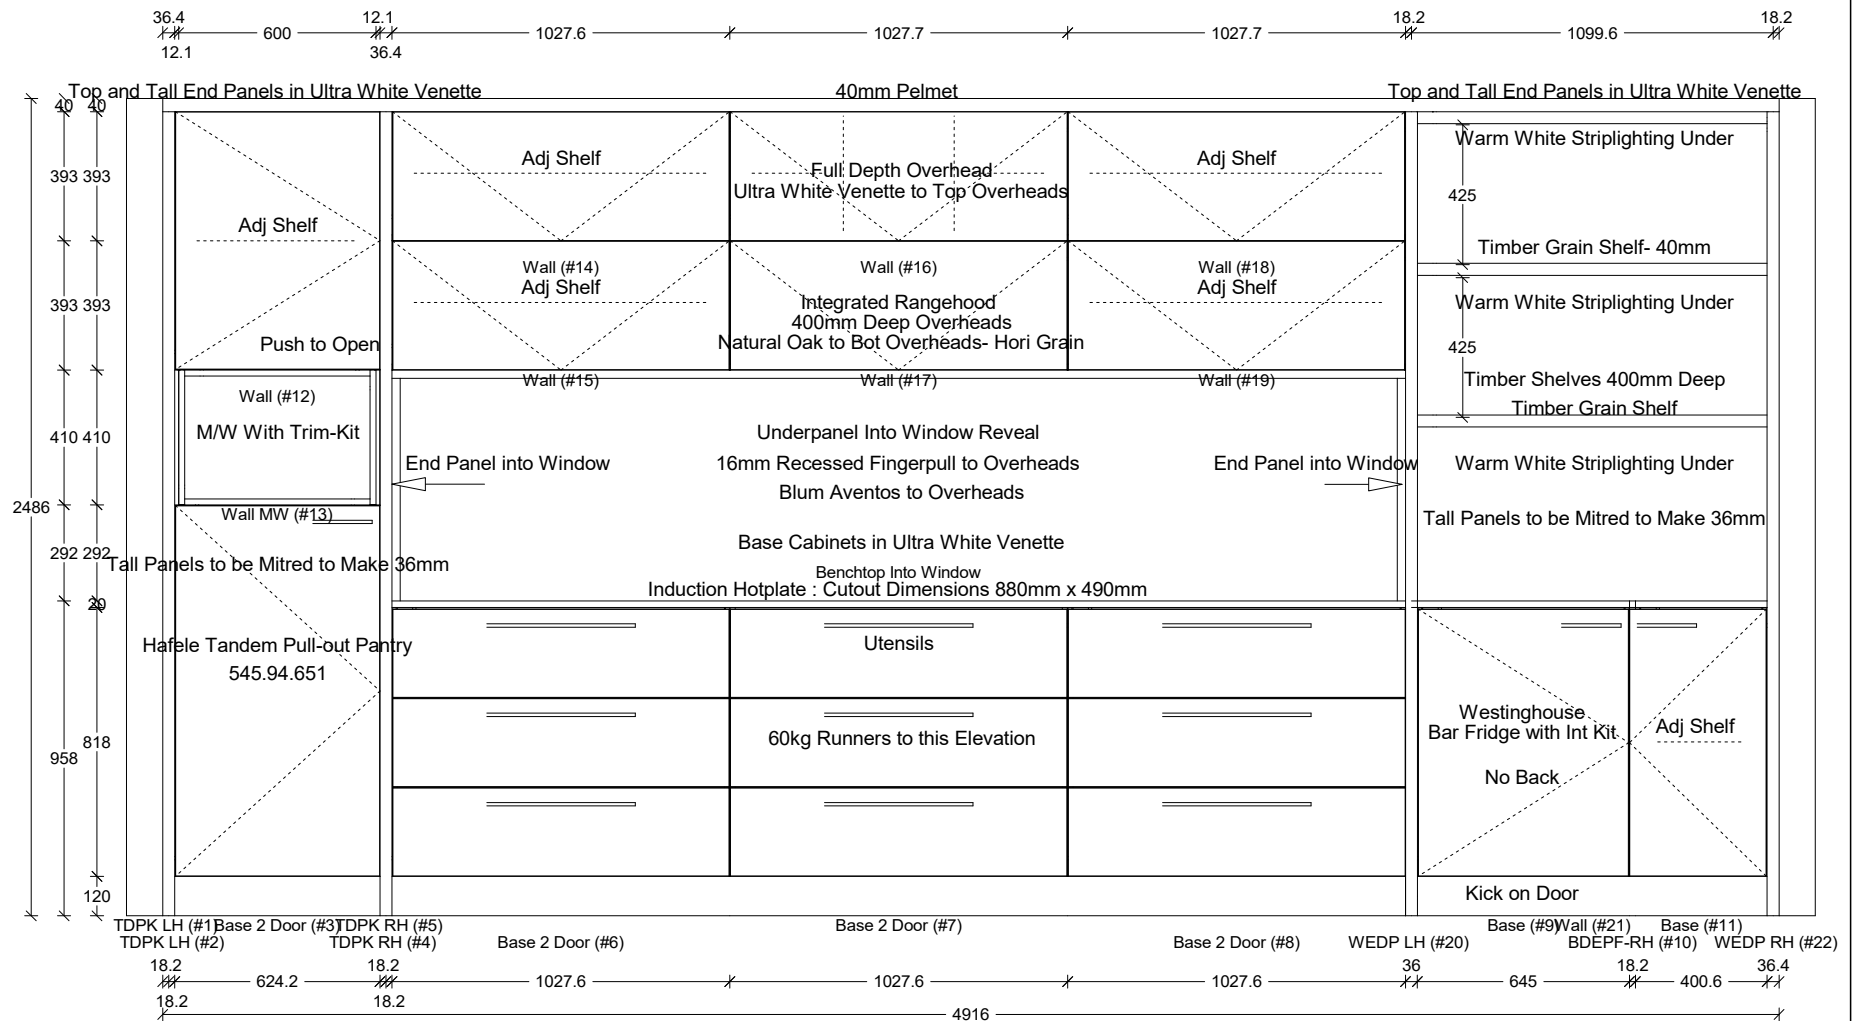 36.4 12.1 18.2 18.2
600 1027.6 1027.7 1027.7 1099.6
12.1 36.4
Top and Tall End Panels in Ultra White Venette 40mm Pelmet Top and Tall End Panels in Ultra White Venette
40 40
Warm White Striplighting Under
Adj Shelf Adj Shelf
Full Depth Overhead
393 393
Ultra White Venette to Top Overheads
425
Adj Shelf
Timber Grain Shelf- 40mm
Wall (#14) Wall (#16) Wall (#18)
Adj Shelf Adj Shelf
393 393
Integrated Rangehood
Warm White Striplighting Under
400mm Deep Overheads
Push to Open
Natural Oak to Bot Overheads- Hori Grain
425
Wall (#15) Wall (#17) Wall (#19)
Timber Shelves 400mm Deep
Wall (#12)
Timber Grain Shelf
410 410
M/W With Trim-Kit
Underpanel Into Window Reveal
End Panel into Window
16mm Recessed Fingerpull to Overheads
End Panel into Window
Warm White Striplighting Under
Blum Aventos to Overheads
2486
Wall MW (#13)
Tall Panels to be Mitred to Make 36mm
Base Cabinets in Ultra White Venette
292 292
Tall Panels to be Mitred to Make 36mm
Benchtop Into Window
Induction Hotplate : Cutout Dimensions 880mm x 490mm
20
Hafele Tandem Pull-out Pantry
Utensils
545.94.651
Westinghouse
Bar Fridge with Int Kit
Adj Shelf
60kg Runners to this Elevation
818
958
No Back
120
Kick on Door
TDPK LH (#1) Base 2 Door (#3) TDPK RH (#5) Base 2 Door (#7) Base (#9) Wall (#21) Base (#11)
TDPK LH (#2) TDPK RH (#4) Base 2 Door (#6) Base 2 Door (#8) WEDP LH (#20) BDEPF-RH (#10) WEDP RH (#22)
18.2 18.2 36 18.2 36.4
624.2 1027.6 1027.6 1027.6 645 400.6
18.2 18.2
4916